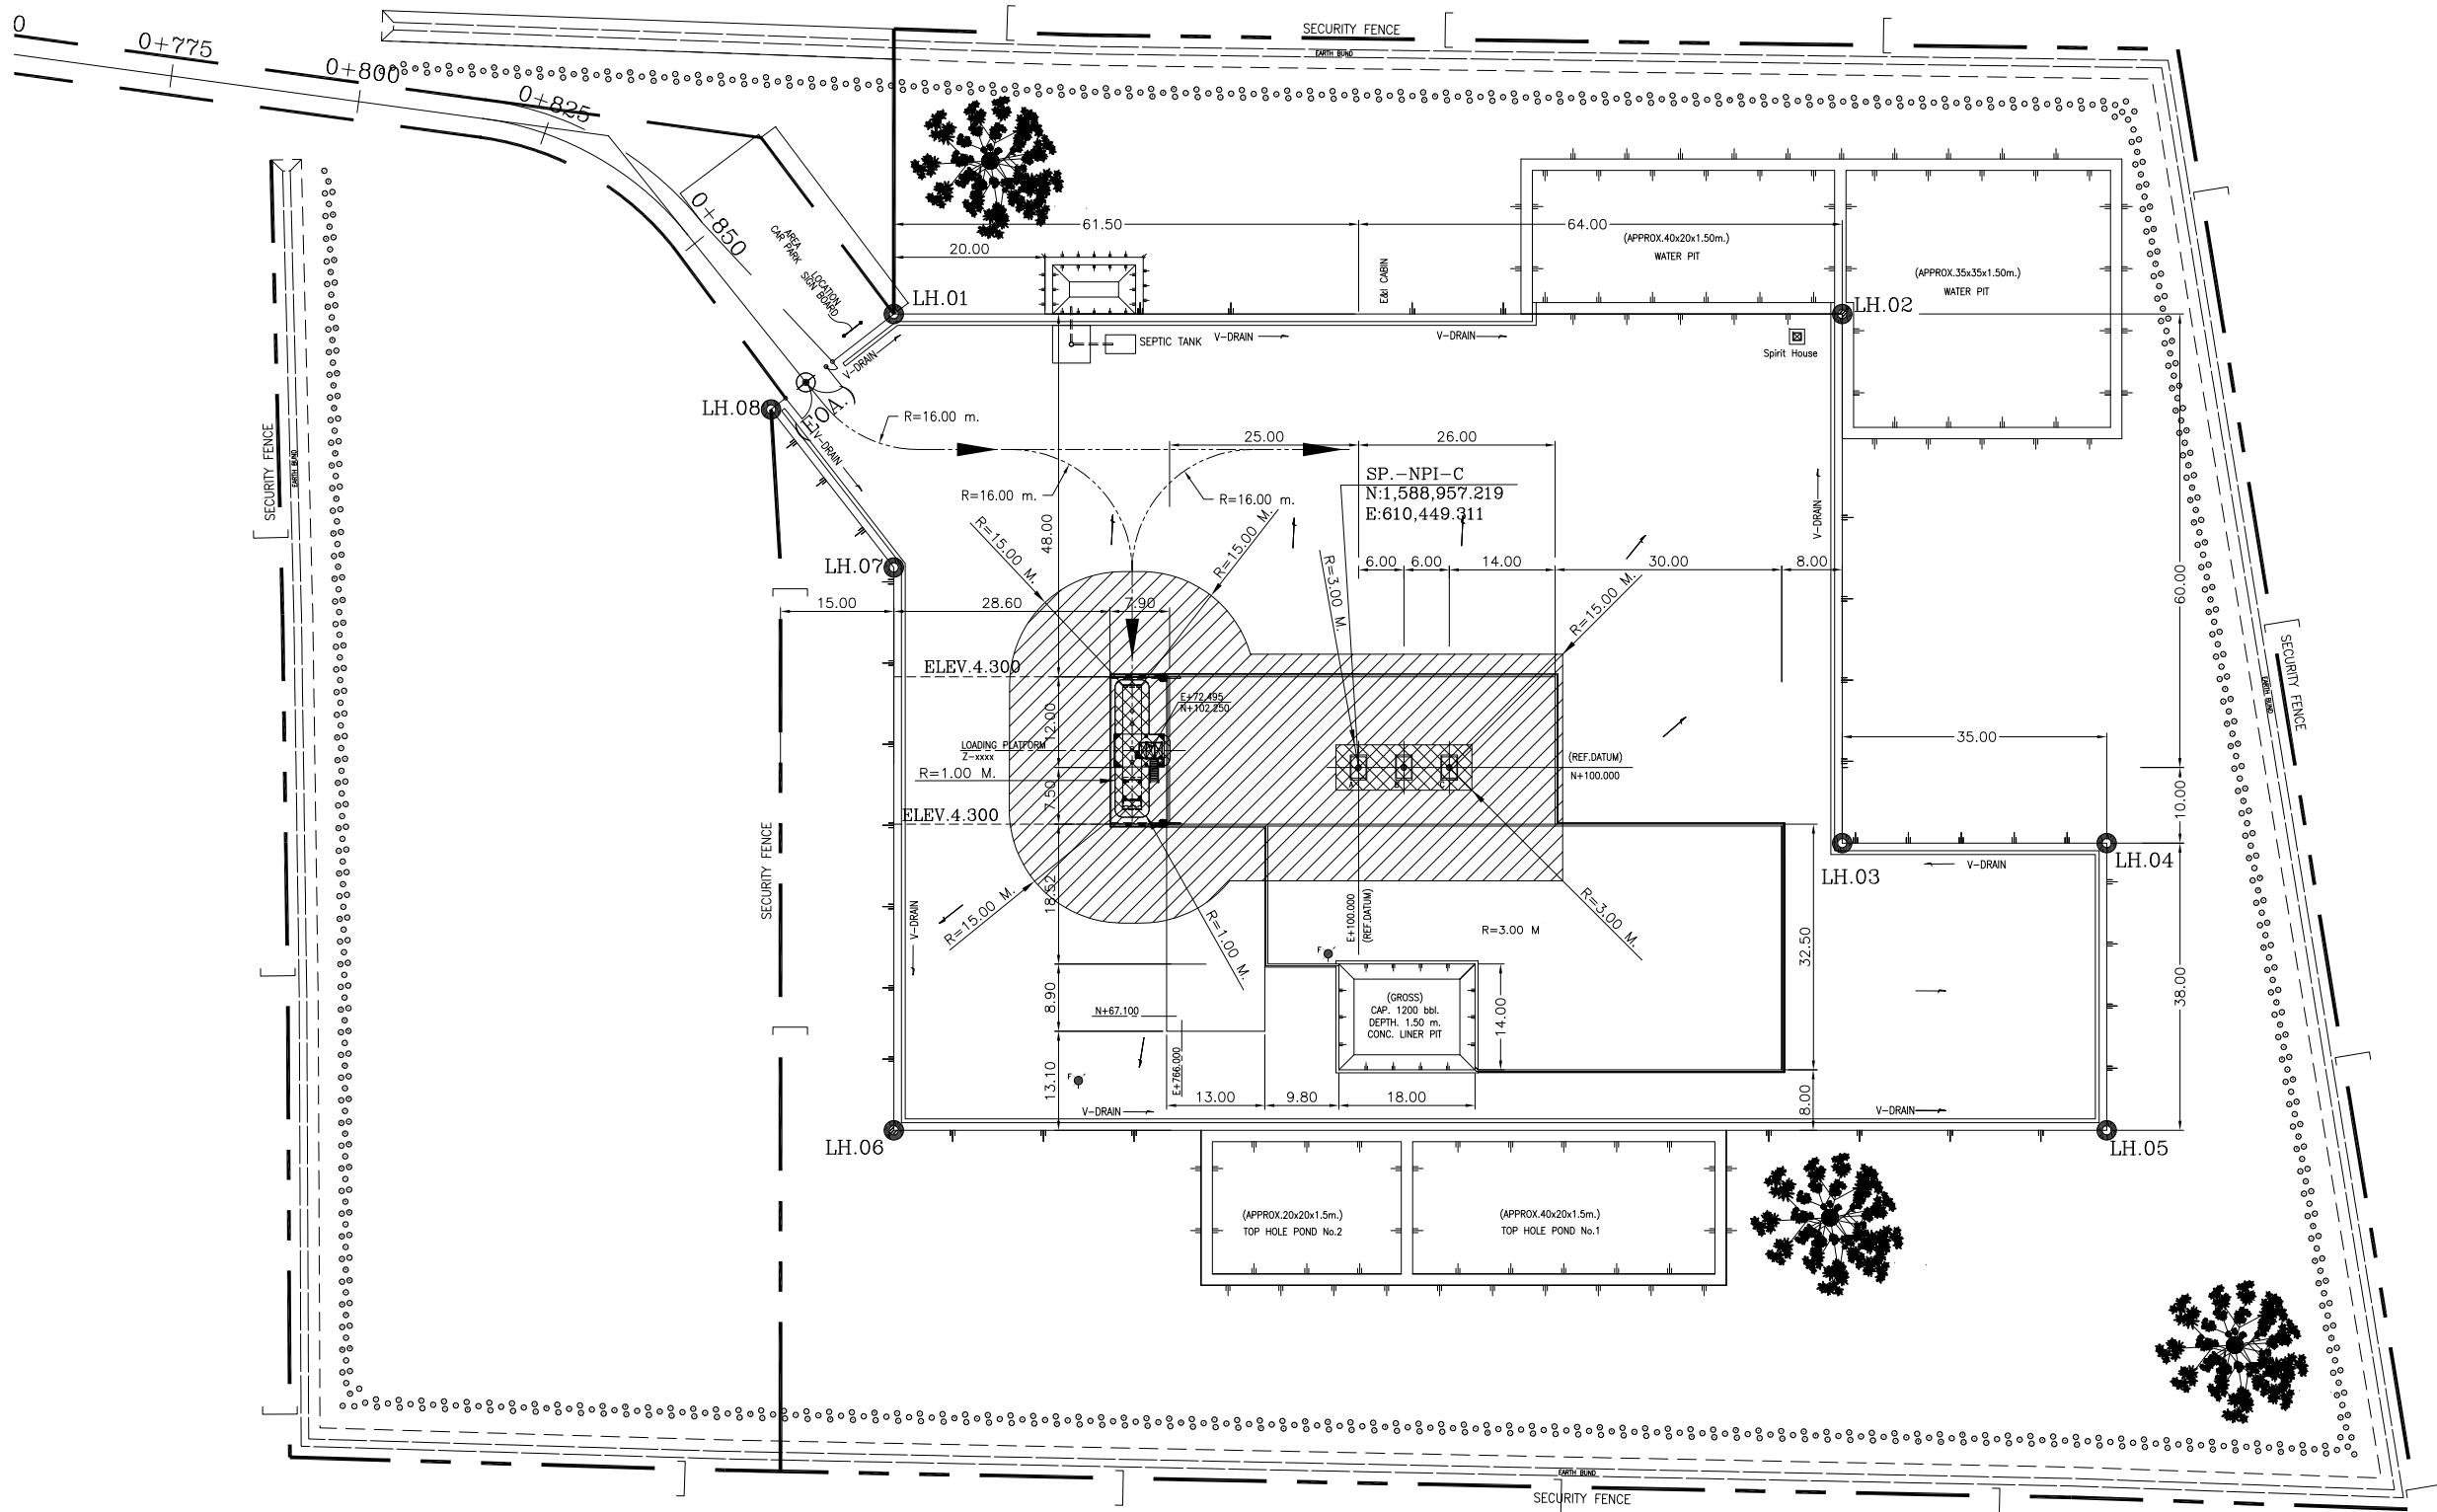 0
0+775
0+800
0+825
0+850
SECURITY FENCE
EARTH BUND
AREA
CAR PARK
LOCATION
SIGN BOARD
61.50
64.00
20.00
E&I CABIN
(APPROX.40x20x1.50m.)
WATER PIT
(APPROX.35x35x1.50m.)
WATER PIT
LH.01
LH.02
SEPTIC TANK
V-DRAIN
V-DRAIN
V-DRAIN
Spirit House
LH.08
(EOA.)
V-DRAIN
R=16.00 m.
25.00
26.00
SP.-NPI-C
N:1,588,957.219
E:610,449.311
R=16.00 m.
R=16.00 m.
V-DRAIN
SECURITY FENCE
EARTH BUND
48.00
R=15.00 M.
R=15.00 M.
R=3.00 M.
6.00
6.00
14.00
30.00
8.00
R=15.00 M.
LH.07
15.00
28.60
7.90
60.00
SECURITY FENCE
EARTH BUND
ELEV.4.300
E+72.495
N+102.250
12.00
LOADING PLATFORM
Z-xxxx
R=1.00 M.
7.50
ELEV.4.300
A
B
C
(REF.DATUM)
N+100.000
35.00
10.00
LH.03
LH.04
V-DRAIN
SECURITY FENCE
V-DRAIN
R=15.00 M.
18.52
R=1.00 M.
E+100.000
(REF.DATUM)
R=3.00 M
R=3.00 M.
32.50
38.00
F
8.90
N+67.100
(GROSS)
CAP. 1200 bbl.
DEPTH. 1.50 m.
CONC. LINER PIT
14.00
F
E+766.000
13.10
V-DRAIN
13.00
9.80
18.00
8.00
V-DRAIN
LH.06
LH.05
(APPROX.20x20x1.5m.)
TOP HOLE POND No.2
(APPROX.40x20x1.5m.)
TOP HOLE POND No.1
EARTH BUND
SECURITY FENCE